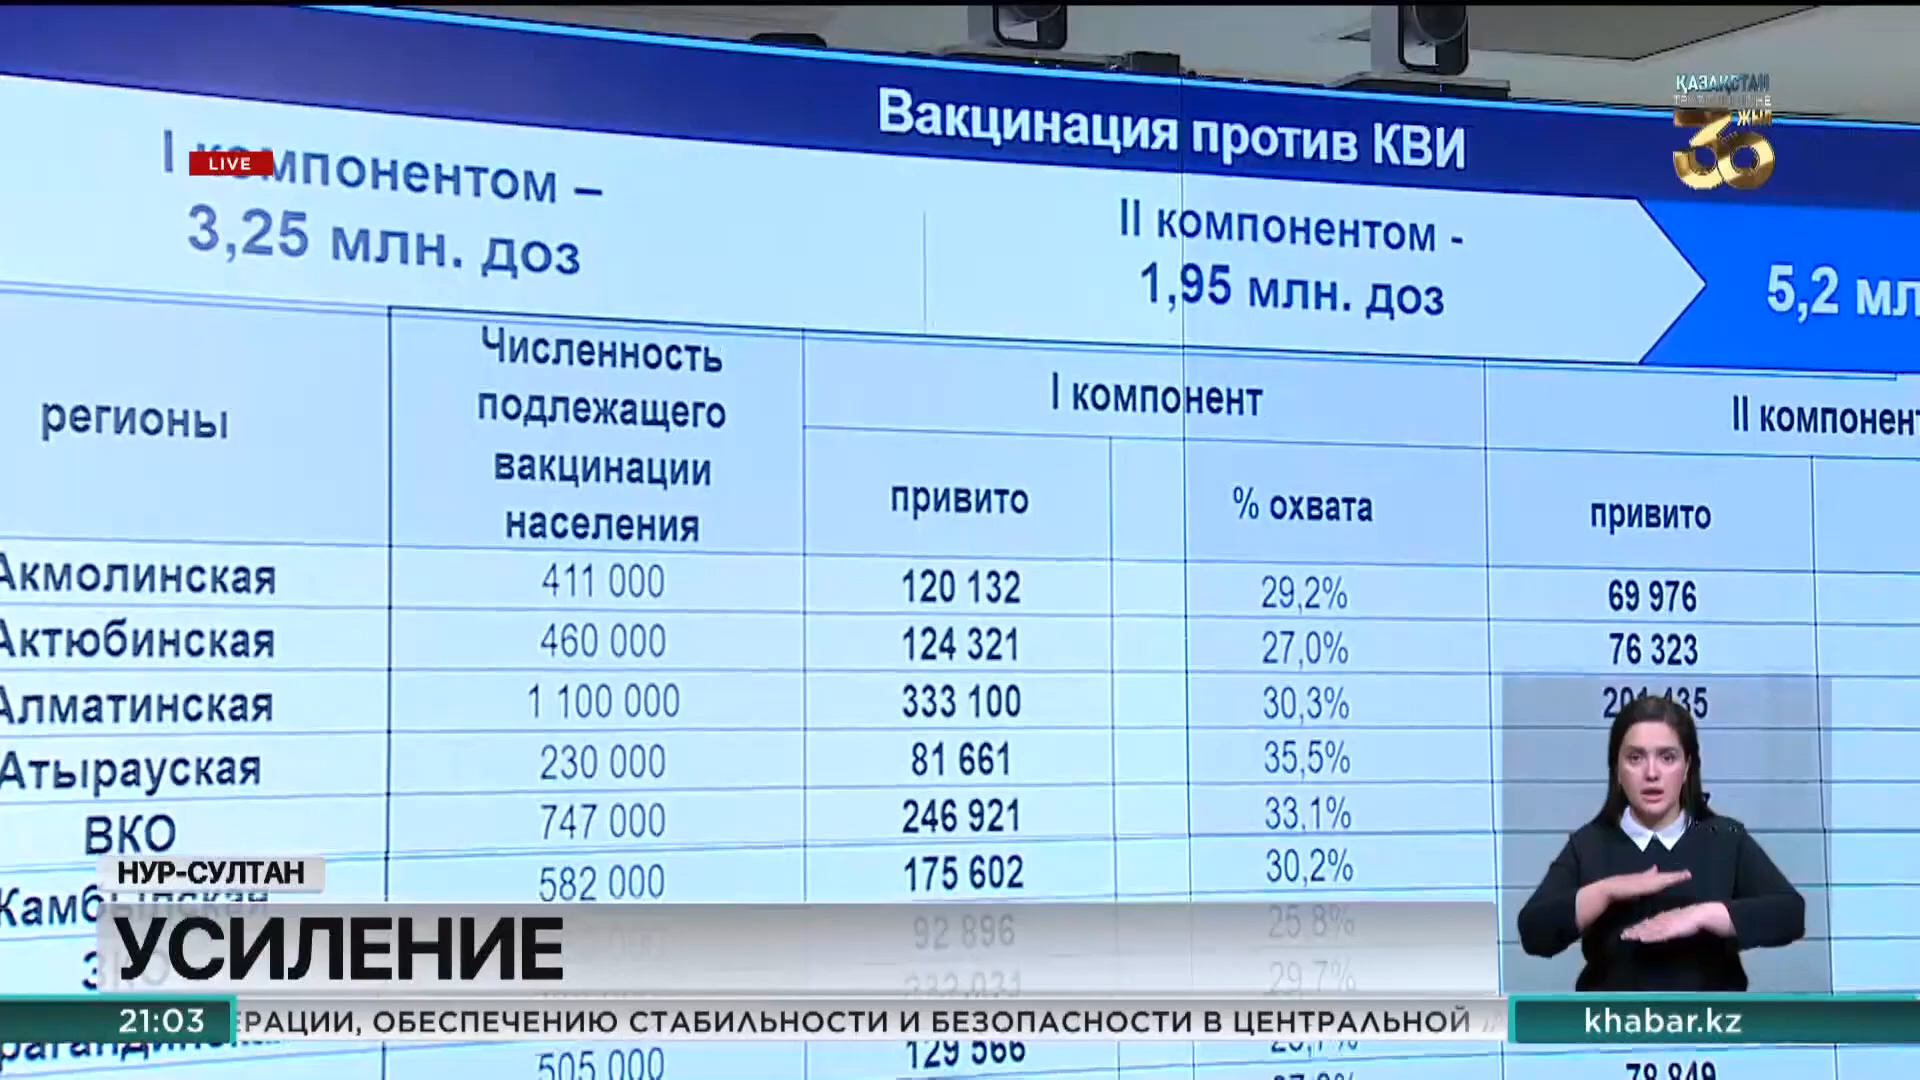 Вакцинация против КВИ
ҚАЗАҚСТАН
30 ЖЫЛ
LIVE
I компонентом –
3,25 млн. доз
II компонентом -
1,95 млн. доз
5,2
регионы
Численность
подлежащего
вакцинации
населения
I компонент
II
привито
% охвата
привито
Акмолинская 411 000 120 132 29,2% 69 976
Актюбинская 460 000 124 321 27,0% 76 323
Алматинская 1 100 000 333 100 30,3%
Атырауская 230 000 81 661 35,5%
ВКО 747 000 246 921 33,1%
582 000 175 602 30,2%
92 896 25,8%
НУР-СУЛТАН
УСИЛЕНИЕ
21:03
ОБЕСПЕЧЕНИЮ СТАБИЛЬНОСТИ И БЕЗОПАСНОСТИ В ЦЕНТРАЛЬНОЙ
khabar.kz
505 000 129 566
78 849